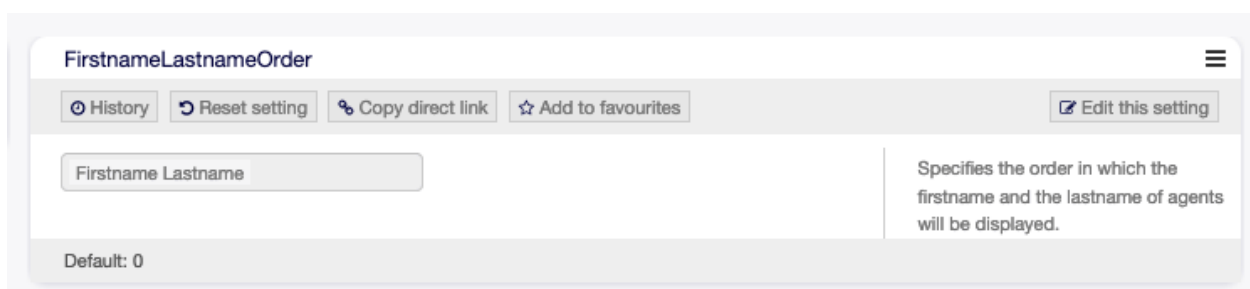 FirstnameLastnameOrder
History Reset setting Copy direct link Add to favourites Edit this setting
Firstname Lastname
Specifies the order in which the
firstname and the lastname of agents
will be displayed.
Default: 0